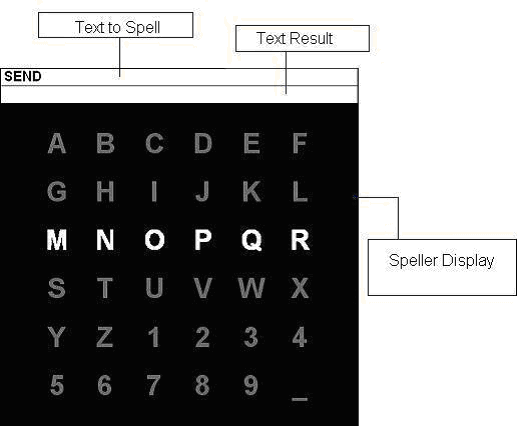 Text to Spell
Text Result
SEND
A B C D E F
G H I J K L
Speller Display
M N O P Q R
S T U V W X
Y Z 1 2 3 4
5 6 7 8 9 _